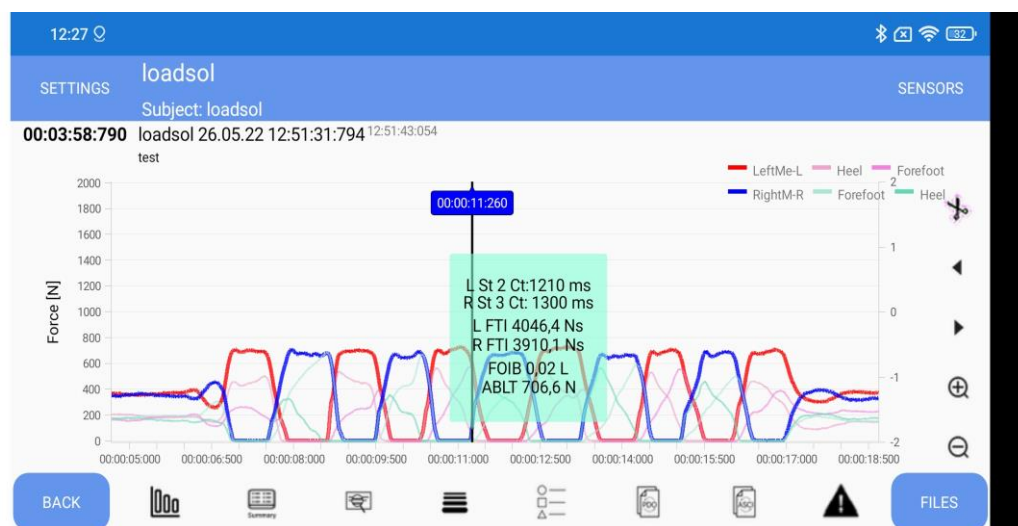 12:27
32
SETTINGS
loadsol
Subject: loadsol
SENSORS
00:03:58:790 loadsol 26.05.22 12:51:31:794 12:51:43:054
test
LeftMe-L Heel Forefoot
RightM-R Forefoot Heel
00:00:11:260
Force [N]
2000
1800
1600
1400
1200
1000
800
600
400
200
0
2
1
0
-1
-2
L St 2 Ct:1210 ms
R St 3 Ct: 1300 ms
L FTI 4046,4 Ns
R FTI 3910,1 Ns
FOIB 0,02 L
ABLT 706,6 N
00:00:05:000 00:00:06:500 00:00:08:000 00:00:09:500 00:00:11:000 00:00:12:500 00:00:14:000 00:00:15:500 00:00:17:000 00:00:18:500
BACK
Summary
PDO
ASCI
FILES